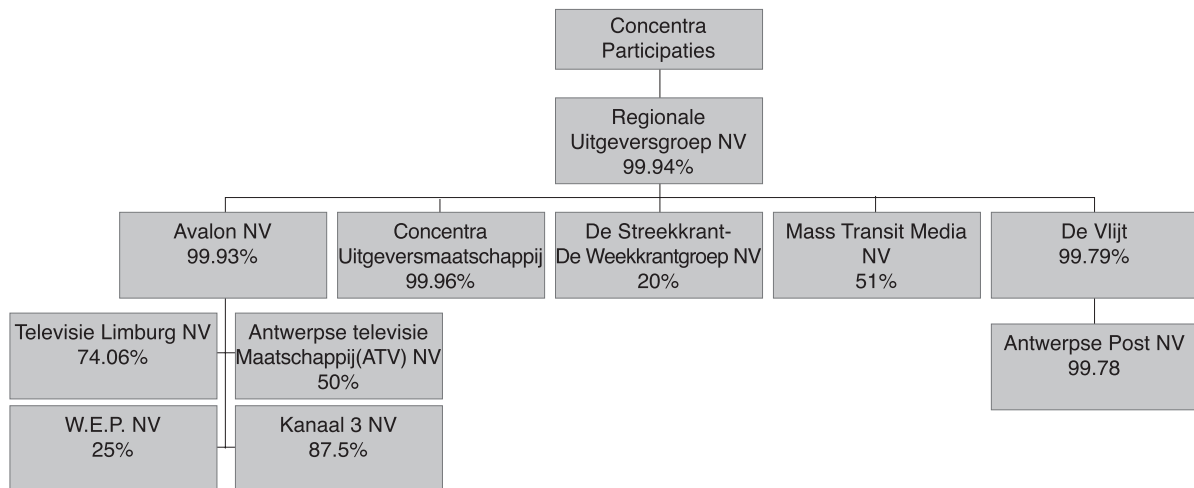 Concentra
Participaties
Regionale
Uitgeversgroep NV
99.94%
Avalon NV
99.93%
Concentra
Uitgeversmaatschappij
99.96%
De Streekkrant-
De Weekkrantgroep NV
20%
Mass Transit Media
NV
51%
De Vlijt
99.79%
Televisie Limburg NV
74.06%
Antwerpse televisie
Maatschappij(ATV) NV
50%
Antwerpse Post NV
99.78
W.E.P. NV
25%
Kanaal 3 NV
87.5%